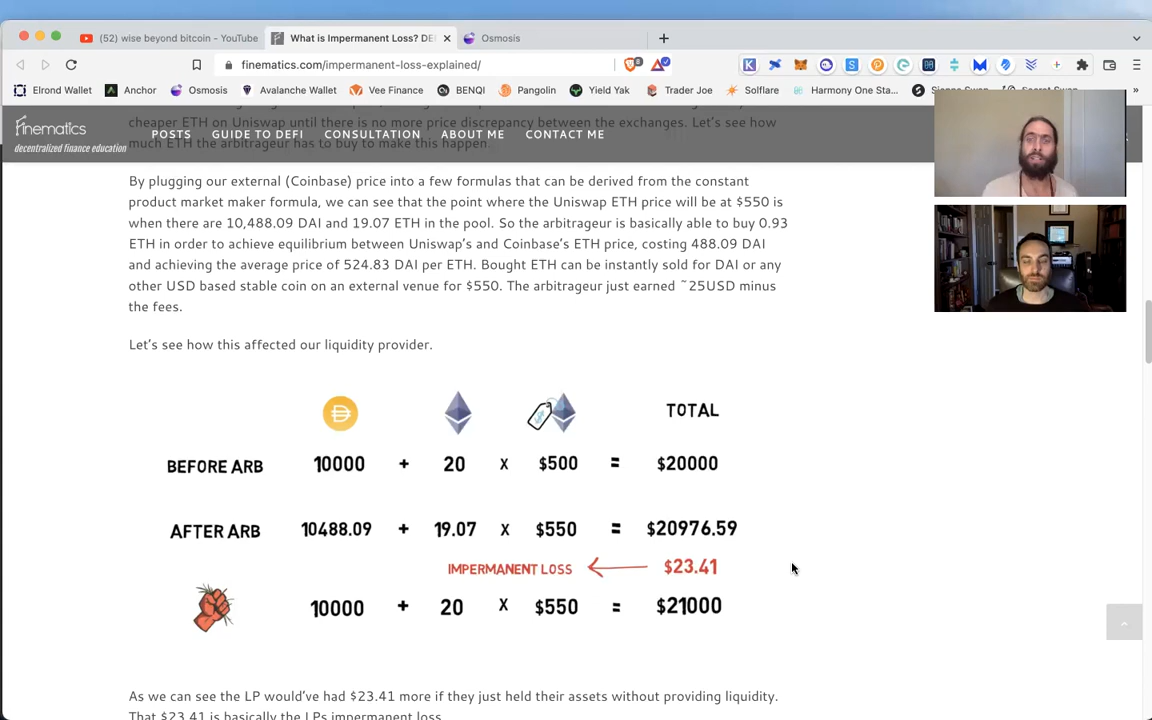 (52) wise beyond bitcoin - YouTube
What is Impermanent Loss? DEF
Osmosis
finematics.com/impermanent-loss-explained/
Elrond Wallet Anchor Osmosis Avalanche Wallet Vee Finance BENQI Pangolin Yield Yak Trader Joe Solflare Harmony One Sta...
cheaper ETH on Uniswap until there is no more price discrepancy between the exchanges. Let's see how
finematics
decentralized finance education
POSTS GUIDE TO DEFI CONSULTATION ABOUT ME CONTACT ME
much ETH the arbitrageur has to buy to make this happen.
By plugging our external (Coinbase) price into a few formulas that can be derived from the constant
product market maker formula, we can see that the point where the Uniswap ETH price will be at $550 is
when there are 10,488.09 DAI and 19.07 ETH in the pool. So the arbitrageur is basically able to buy 0.93
ETH in order to achieve equilibrium between Uniswap's and Coinbase's ETH price, costing 488.09 DAI
and achieving the average price of 524.83 DAI per ETH. Bought ETH can be instantly sold for DAI or any
other USD based stable coin on an external venue for $550. The arbitrageur just earned ~25USD minus
the fees.
Let's see how this affected our liquidity provider.
TOTAL
BEFORE ARB 10000 + 20 x $500 = $20000
AFTER ARB 10488.09 + 19.07 x $550 = $20976.59
IMPERMANENT LOSS $23.41
10000 + 20 x $550 = $21000
As we can see the LP would've had $23.41 more if they just held their assets without providing liquidity.
That $23.41 is basically the LPs impermanent loss.